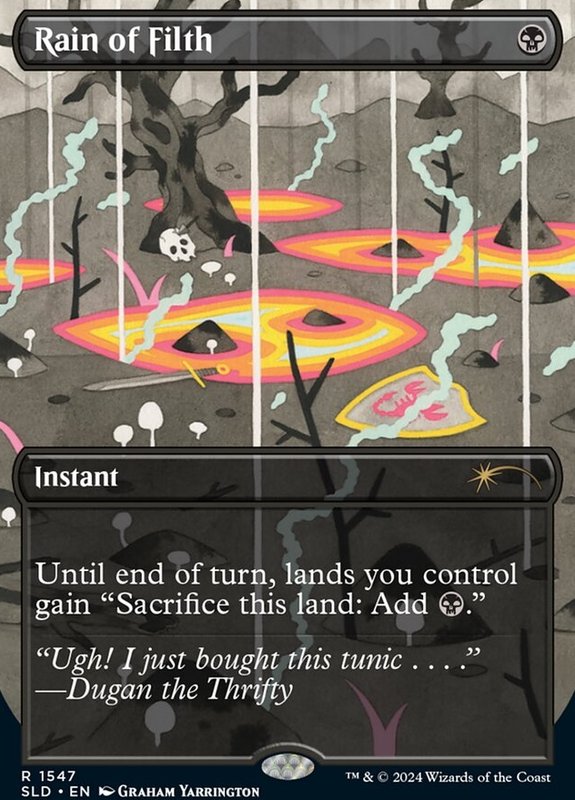 Rain of Filth
Instant
Until end of turn, lands you control
gain “Sacrifice this land: Add .”
“Ugh! I just bought this tunic . . . .”
—Dugan the Thrifty
R 1547
SLD • EN Graham Yarrington
™ & © 2024 Wizards of the Coast